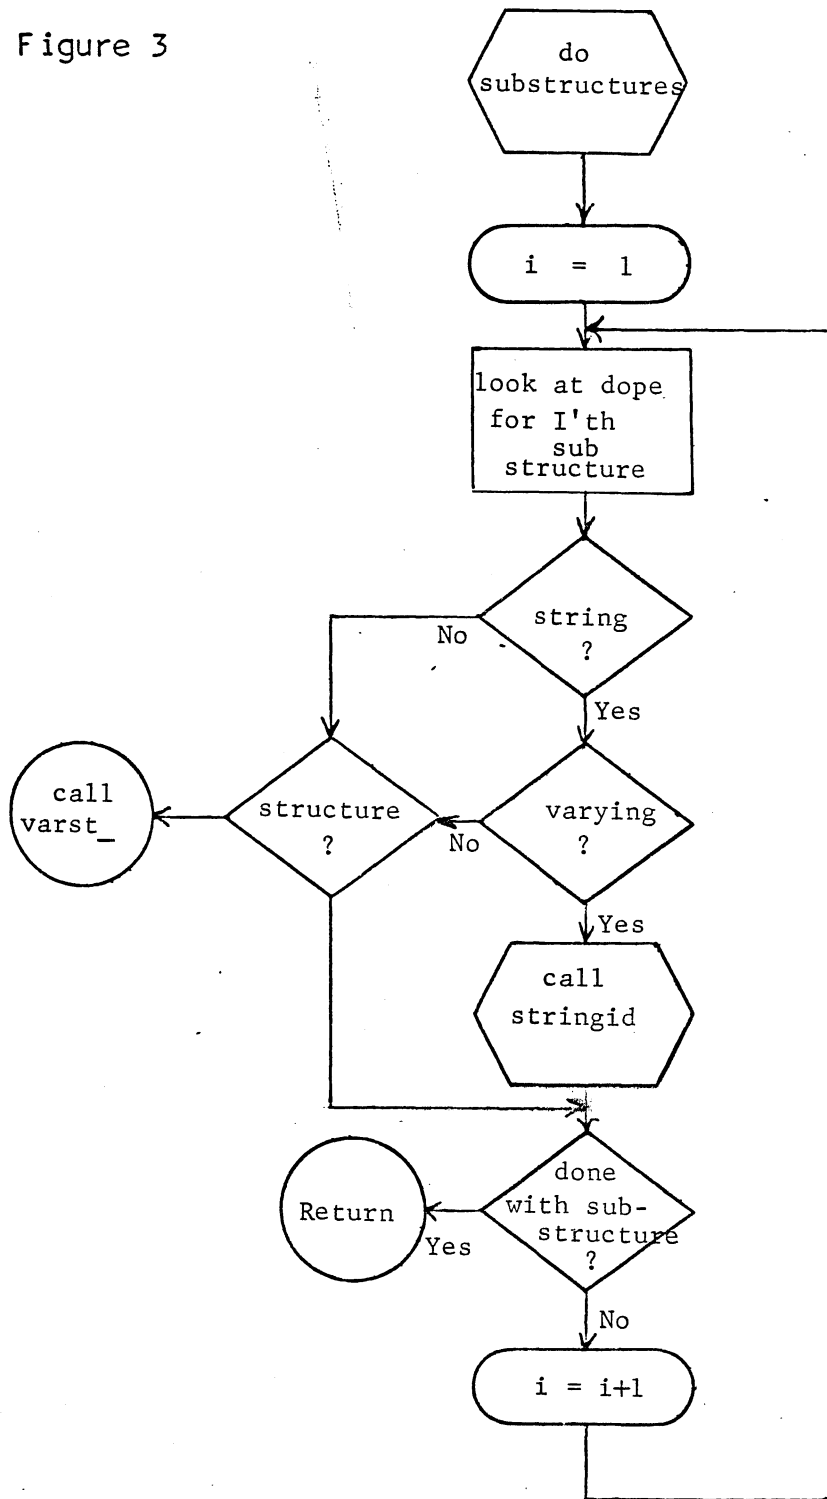 Figure 3
do
substructures
i = 1
look at dope
for I'th
sub
structure
string
?
No
Yes
structure
?
call
varst_
varying
?
No
Yes
call
stringid
done
with sub-
structure
?
Return
Yes
No
i = i+1